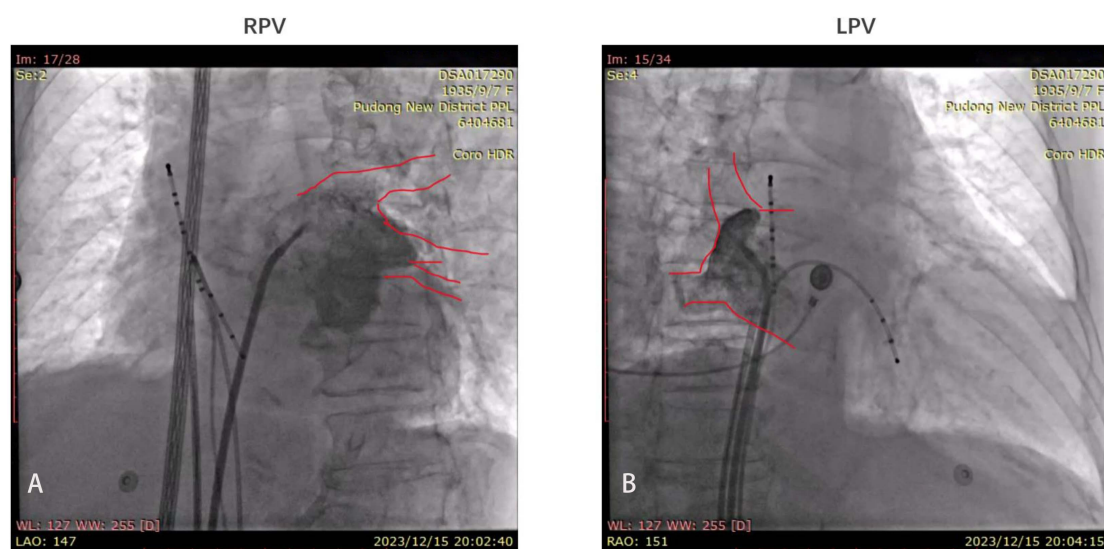 RPV
LPV
Im: 17/28
Se:2
DSA017290
1935/9/7 F
Pudong New District PPL
6404681
Coro HDR
A
WL: 127 WW: 255 [D]
LAO: 147
2023/12/15 20:02:40
Im: 15/34
Se:4
DSA017290
1935/9/7 F
Pudong New District PPL
6404681
Coro HDR
B
WL: 127 WW: 255 [D]
RAO: 151
2023/12/15 20:04:15